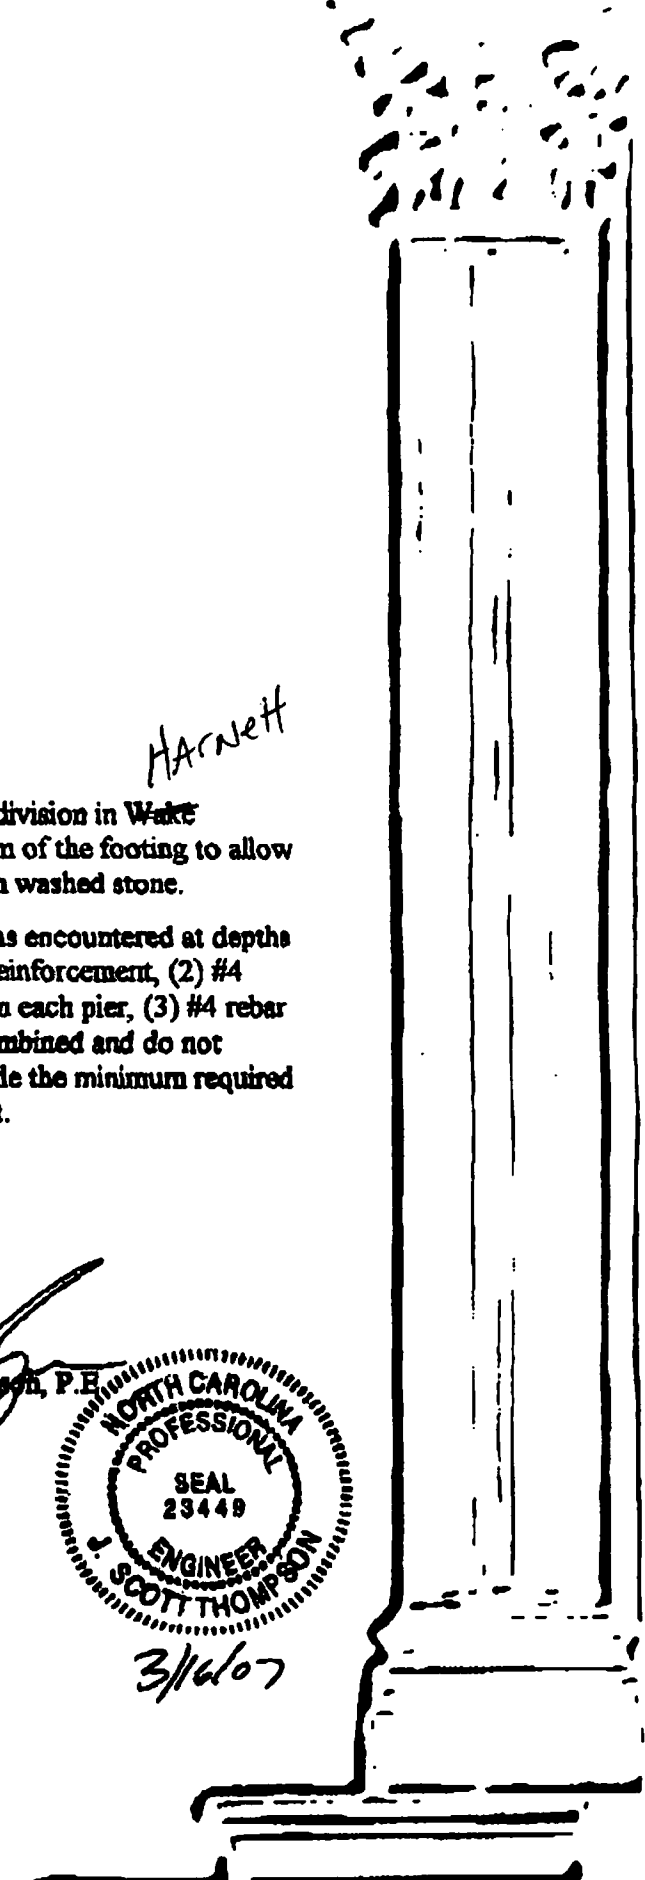 HArNett
division in Wake
m of the footing to allow
n washed stone.
as encountered at depths
einforcement, (2) #4
n each pier, (3) #4 rebar
mbined and do not
de the minimum required
t.
son, P.E.
NORTH CAROLINA
PROFESSIONAL
SEAL
23449
ENGINEER
J. SCOTT THOMPSON
3/16/07